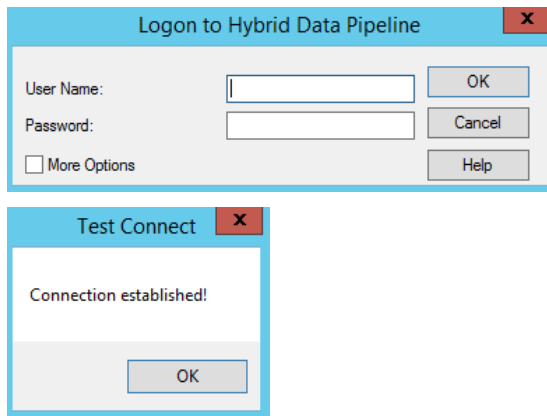 Logon to Hybrid Data Pipeline
x
User Name:
OK
Password:
Cancel
More Options
Help
Test Connect
x
Connection established!
OK